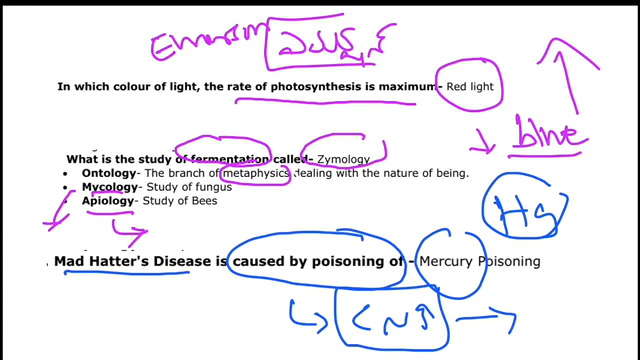 In which colour of light, the rate of photosynthesis is maximum- Red light
blue
What is the study of fermentation called- Zymology
• Ontology- The branch of metaphysics dealing with the nature of being.
• Mycology- Study of fungus
• Apiology- Study of Bees
Hg
Mad Hatter's Disease is caused by poisoning of - Mercury Poisoning
CNS